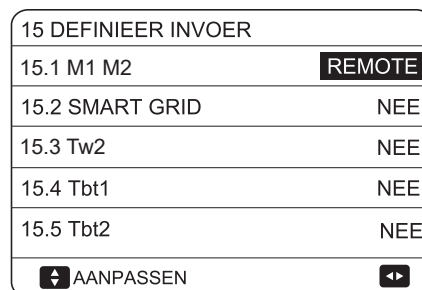 15 DEFINIEER INVOER
15.1 M1 M2 REMOTE
15.2 SMART GRID NEE
15.3 Tw2 NEE
15.4 Tbt1 NEE
15.5 Tbt2 NEE
AANPASSEN